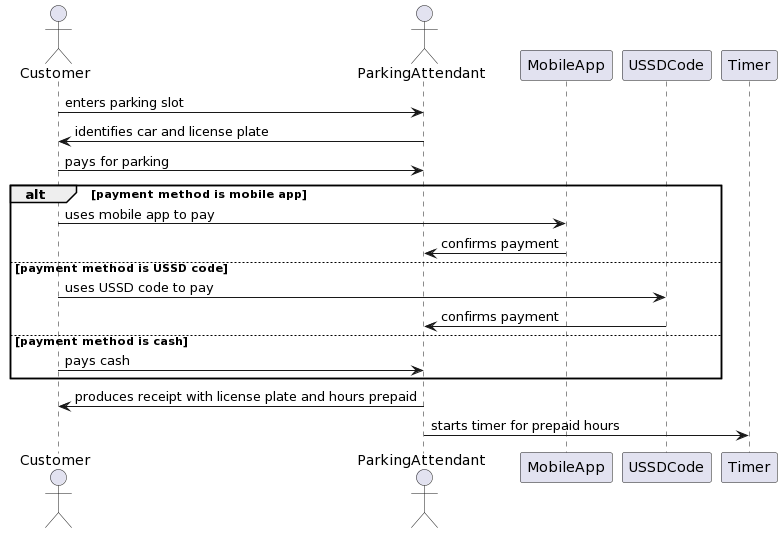 Customer
ParkingAttendant
MobileApp
USSDCode
Timer
enters parking slot
identifies car and license plate
pays for parking
alt [payment method is mobile app]
uses mobile app to pay
confirms payment
[payment method is USSD code]
uses USSD code to pay
confirms payment
[payment method is cash]
pays cash
produces receipt with license plate and hours prepaid
starts timer for prepaid hours
Customer
ParkingAttendant
MobileApp
USSDCode
Timer